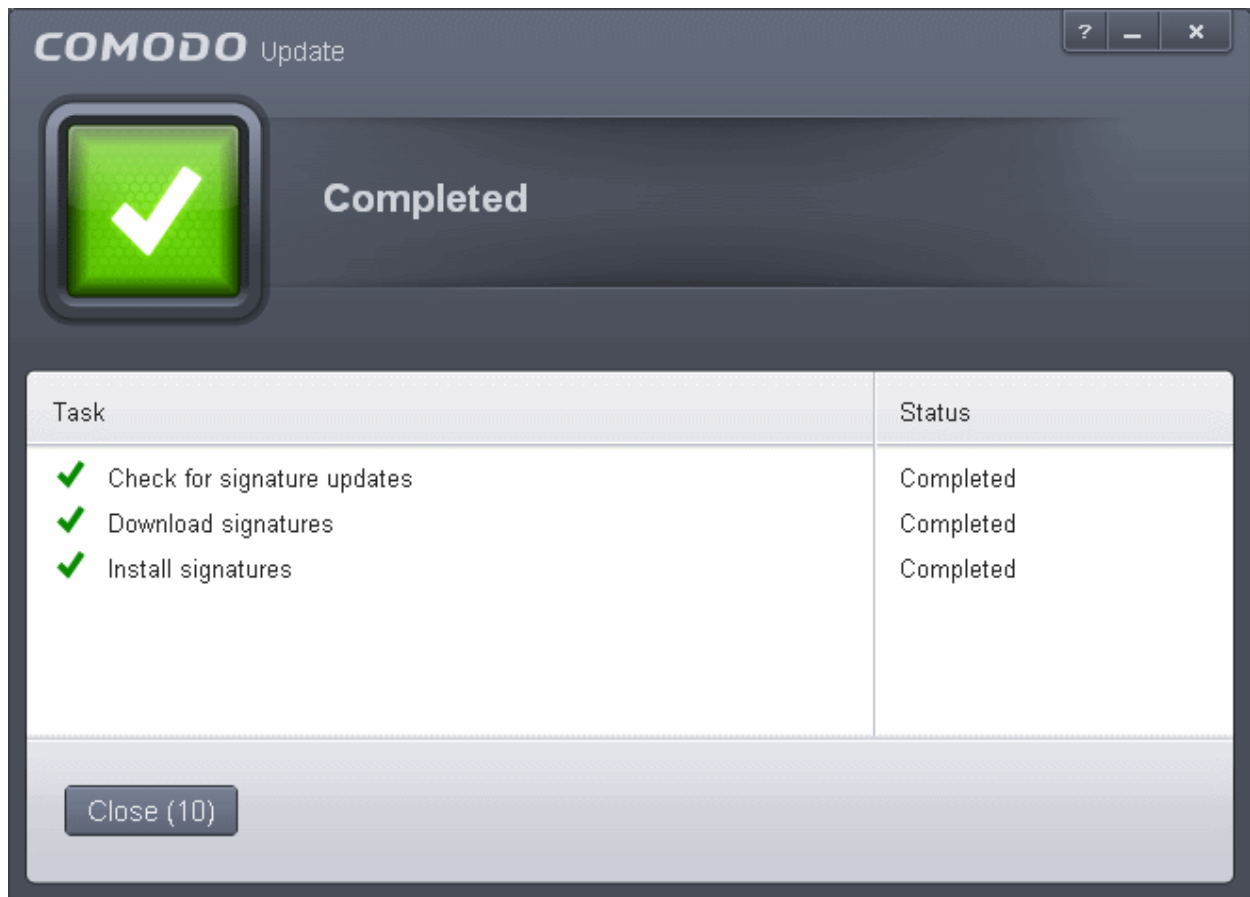 COMODO Update
? _ x
Completed
Task Status
Check for signature updates Completed
Download signatures Completed
Install signatures Completed
Close (10)